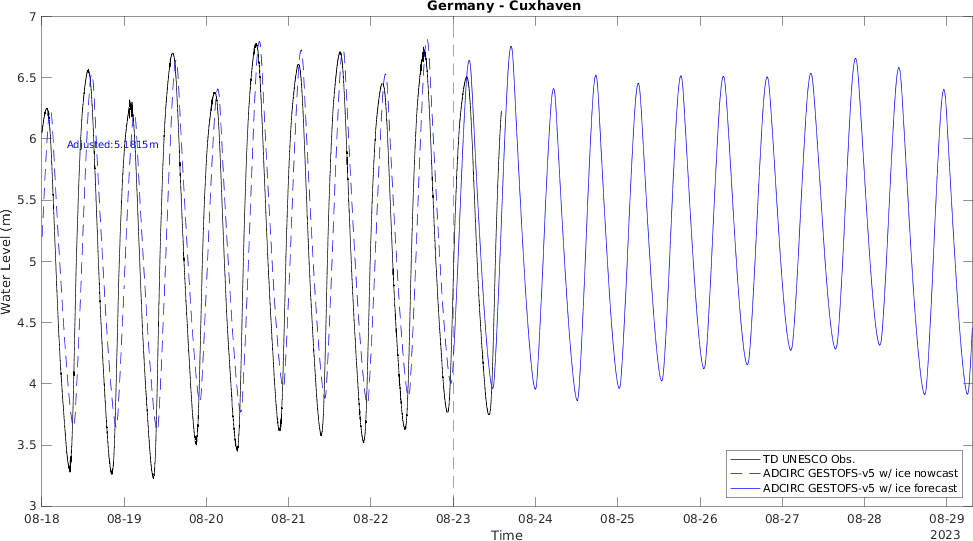 Germany - Cuxhaven
7
6.5
6
5.5
5
4.5
4
3.5
3
Water Level (m)
Adjusted:5.1815m
TD UNESCO Obs.
ADCIRC GESTOFS-v5 w/ ice nowcast
ADCIRC GESTOFS-v5 w/ ice forecast
08-18 08-19 08-20 08-21 08-22 08-23 08-24 08-25 08-26 08-27 08-28 08-29
2023
Time